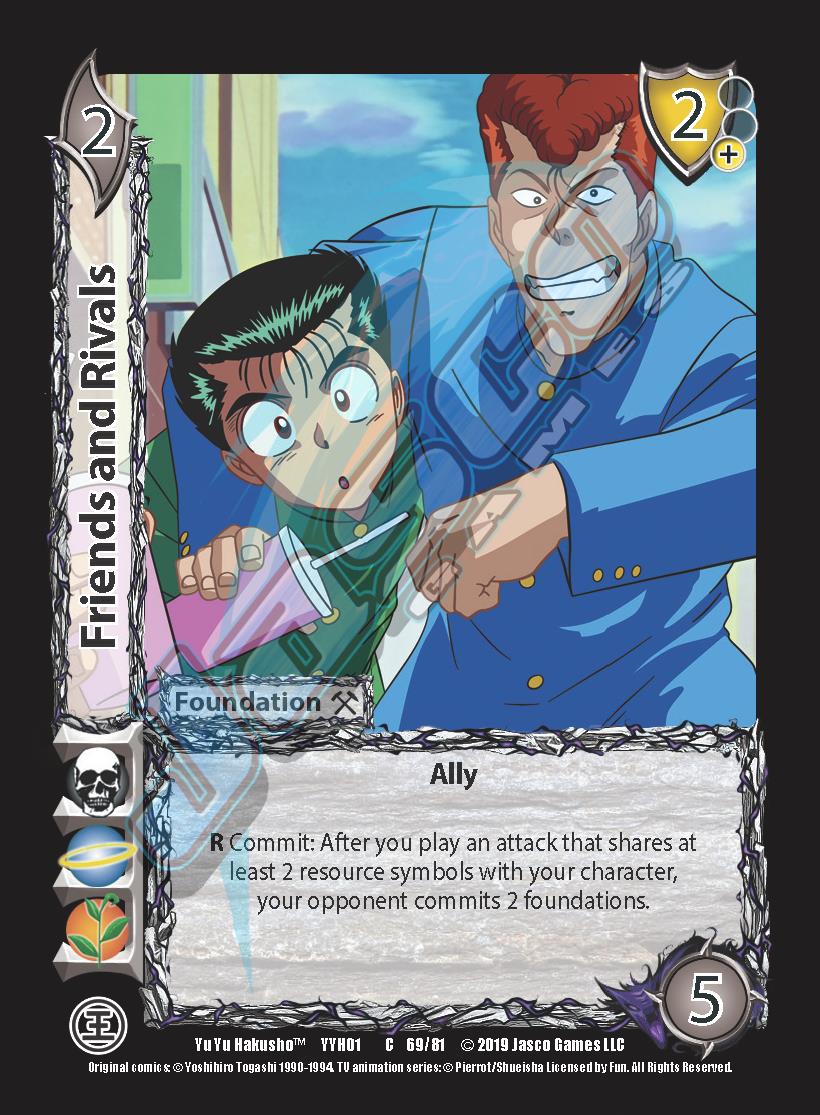 2
2
+
Friends and Rivals
JASCO
GAMES
Foundation
Ally
R Commit: After you play an attack that shares at
least 2 resource symbols with your character,
your opponent commits 2 foundations.
5
Yu Yu Hakusho™ YYH01 C 69/81 © 2019 Jasco Games LLC
Original comics: © Yoshihiro Togashi 1990-1994. TV animation series: © Pierrot/Shueisha Licensed by Fun. All Rights Reserved.